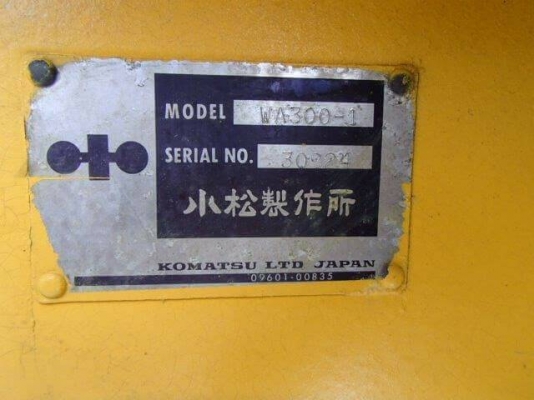 MODEL WA300-1
SERIAL NO.
小松製作所
KOMATSU LTD JAPAN
09601-00835